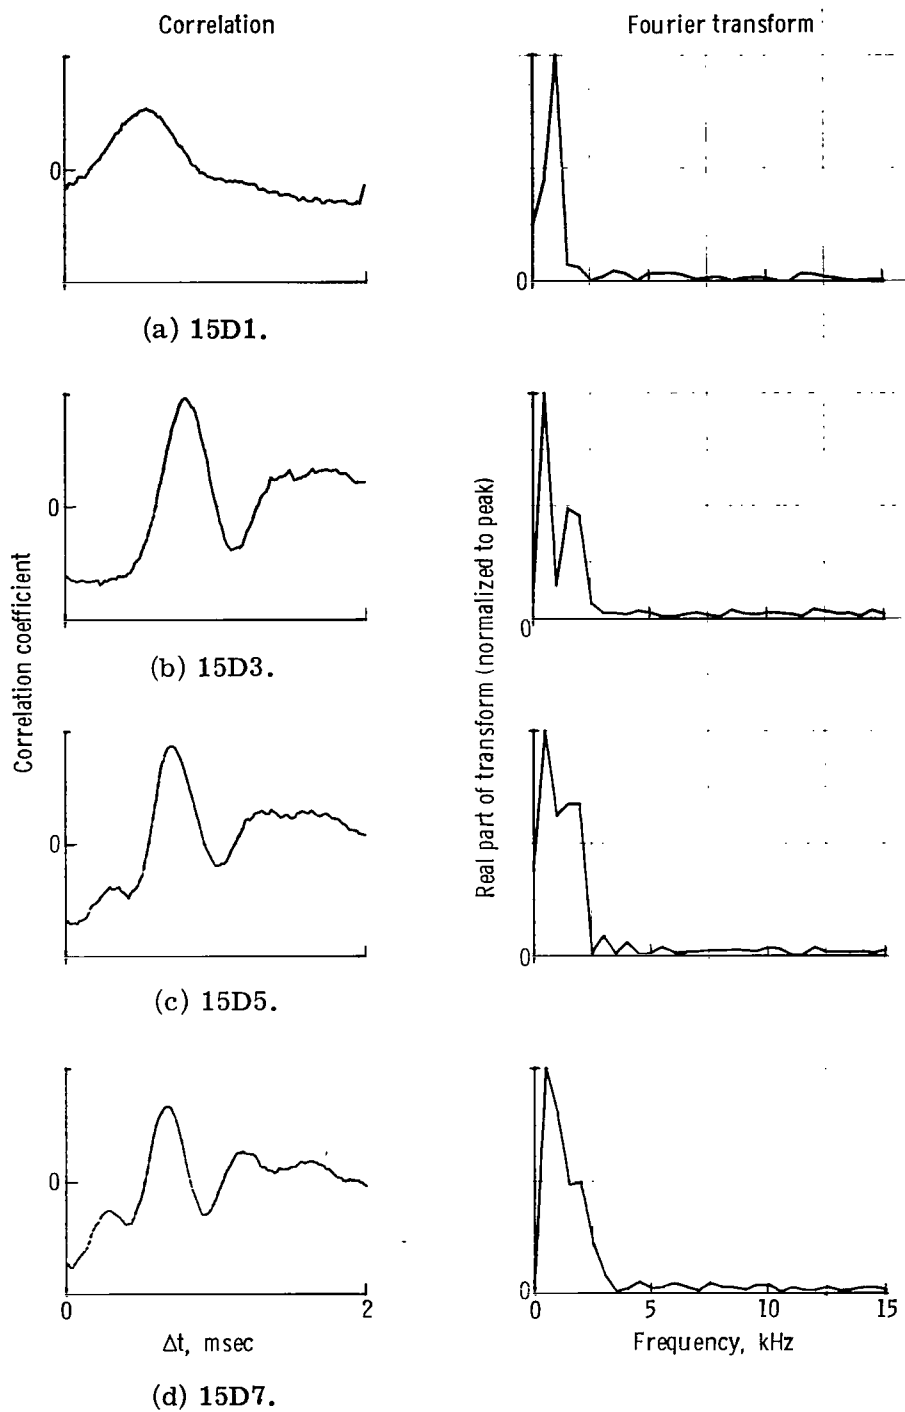 Correlation
Fourier transform
0
0
(a) 15D1.
0
0
(b) 15D3.
Correlation coefficient
Real part of transform (normalized to peak)
0
0
(c) 15D5.
0
0
0
2
Δt, msec
0
5
10
15
Frequency, kHz
(d) 15D7.